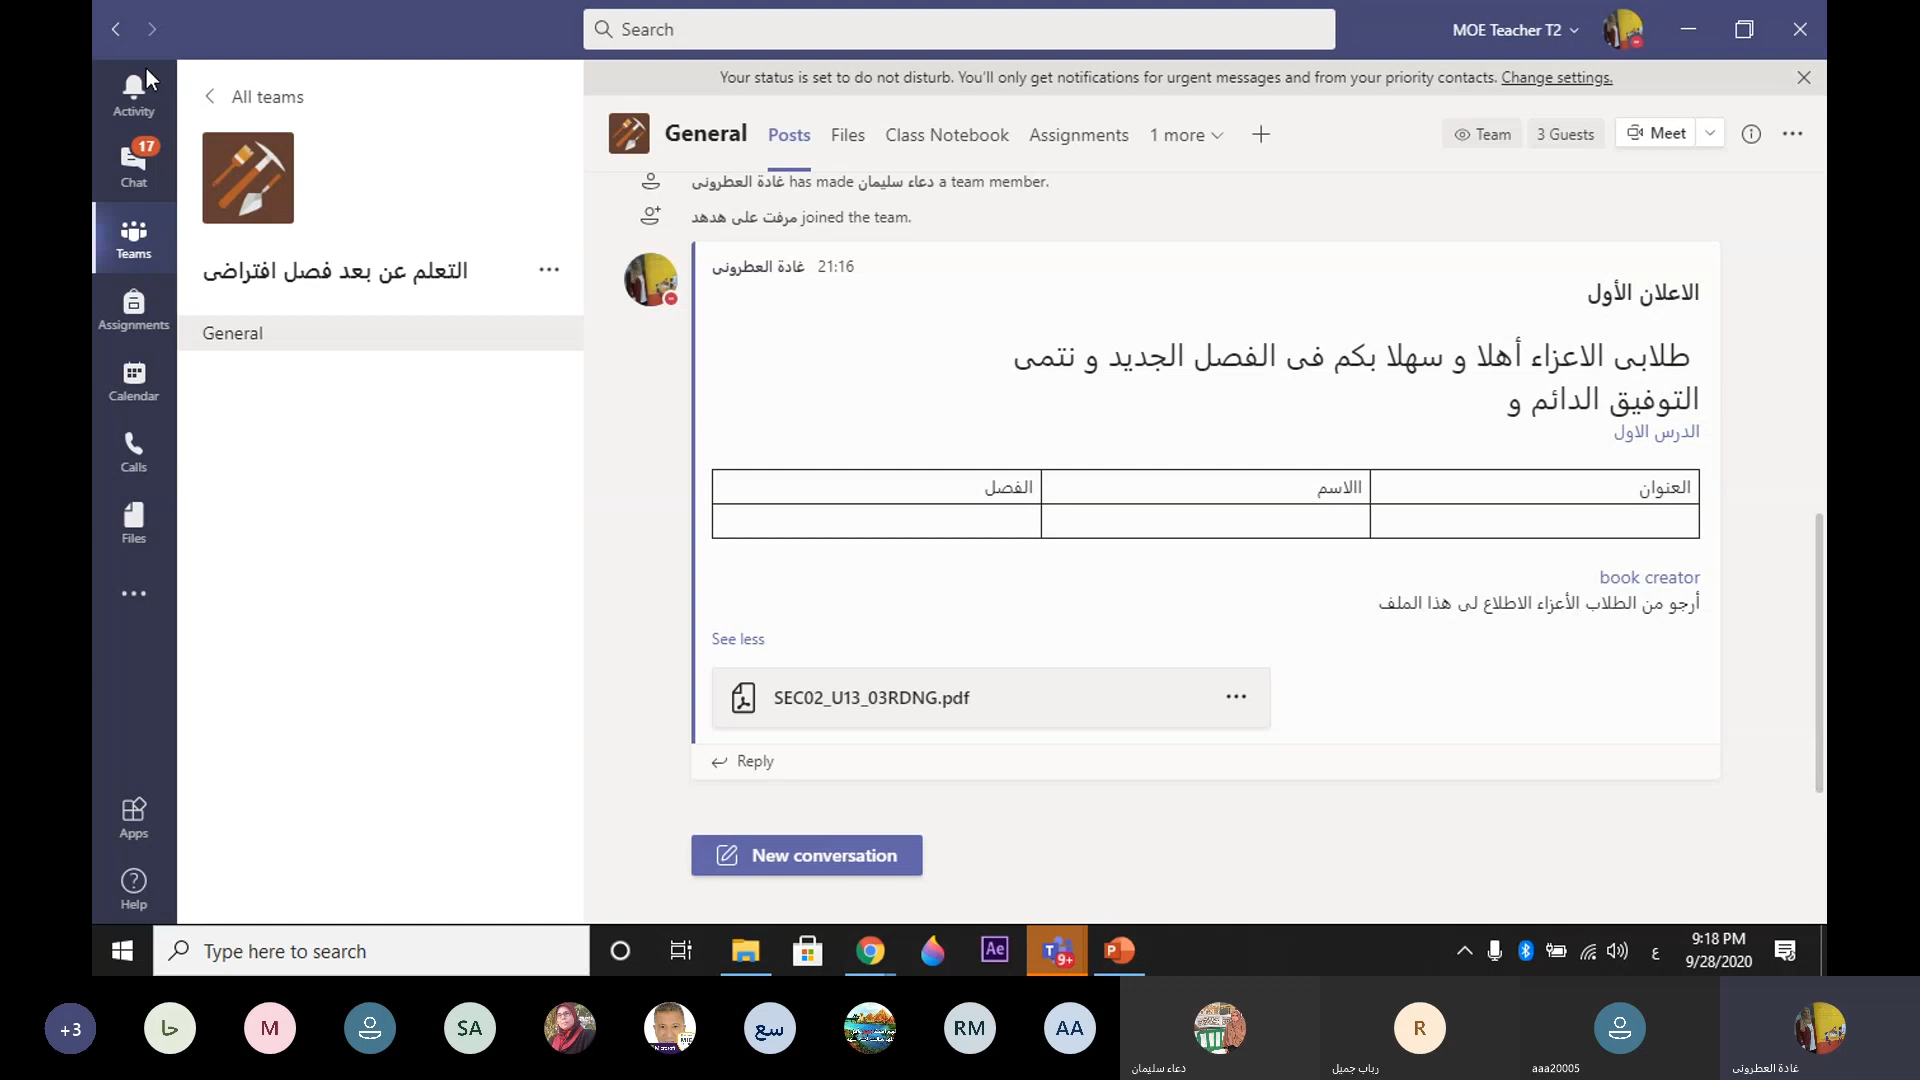 Search
MOE Teacher T2
Your status is set to do not disturb. You'll only get notifications for urgent messages and from your priority contacts. Change settings.
Activity
17
Chat
Teams
Assignments
Calendar
Calls
Files
Apps
Help
All teams
التعلم عن بعد فصل افتراضى
General
General
Posts
Files
Class Notebook
Assignments
1 more
Team
3 Guests
Meet
غادة العطرونى has made دعاء سليمان a team member.
مرفت على هدهد joined the team.
غادة العطرونى 21:16
الاعلان الأول
طلابى الاعزاء أهلا و سهلا بكم فى الفصل الجديد و نتمى
التوفيق الدائم و
الدرس الاول
العنوان
االاسم
الفصل
book creator
أرجو من الطلاب الأعزاء الاطلاع لى هذا الملف
See less
SEC02_U13_03RDNG.pdf
Reply
New conversation
Type here to search
Ae
9+
ع
9:18 PM
9/28/2020
+3
حا
M
SA
سع
RM
AA
دعاء سليمان
R
رباب جميل
aaa20005
غادة العطرونى